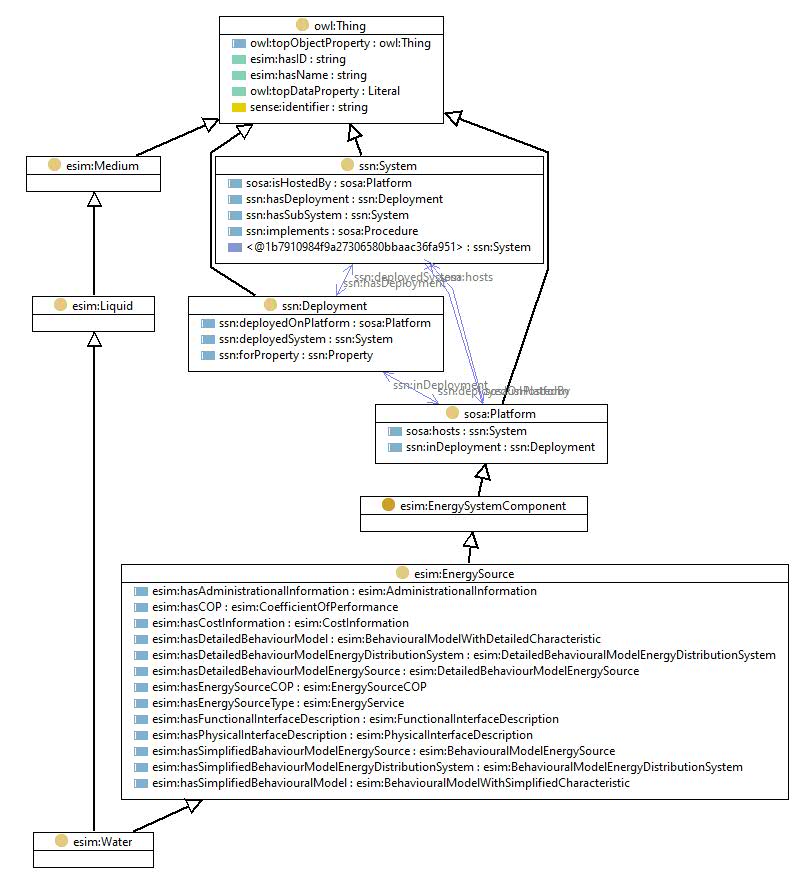 owl:Thing
owl:topObjectProperty : owl:Thing
esim:hasID : string
esim:hasName : string
owl:topDataProperty : Literal
sense:identifier : string
esim:Medium
ssn:System
sosa:isHostedBy : sosa:Platform
ssn:hasDeployment : ssn:Deployment
ssn:hasSubSystem : ssn:System
ssn:implements : sosa:Procedure
<@1b7910984f9a27306580bbaac36fa951> : ssn:System
ssn:deployedSystem
sosa:hosts
ssn:hasDeployment
esim:Liquid
ssn:Deployment
ssn:deployedOnPlatform : sosa:Platform
ssn:deployedSystem : ssn:System
ssn:forProperty : ssn:Property
ssn:inDeployment
sosa:Platform
sosa:hosts : ssn:System
ssn:inDeployment : ssn:Deployment
esim:EnergySystemComponent
esim:EnergySource
esim:hasAdministrationalInformation : esim:AdministrationalInformation
esim:hasCOP : esim:CoefficientOfPerformance
esim:hasCostInformation : esim:CostInformation
esim:hasDetailedBehaviourModel : esim:BehaviouralModelWithDetailedCharacteristic
esim:hasDetailedBehaviourModelEnergyDistributionSystem : esim:DetailedBehaviourModelEnergyDistributionSystem
esim:hasDetailedBehaviourModelEnergySource : esim:DetailedBehaviourModelEnergySource
esim:hasEnergySourceCOP : esim:EnergySourceCOP
esim:hasEnergySourceType : esim:EnergyService
esim:hasFunctionalInterfaceDescription : esim:FunctionalInterfaceDescription
esim:hasPhysicalInterfaceDescription : esim:PhysicalInterfaceDescription
esim:hasSimplifiedBahaviourModelEnergySource : esim:BehaviouralModelEnergySource
esim:hasSimplifiedBehaviourModelEnergyDistributionSystem : esim:BehaviouralModelEnergyDistributionSystem
esim:hasSimplifiedBehaviouralModel : esim:BehaviouralModelWithSimplifiedCharacteristic
esim:Water